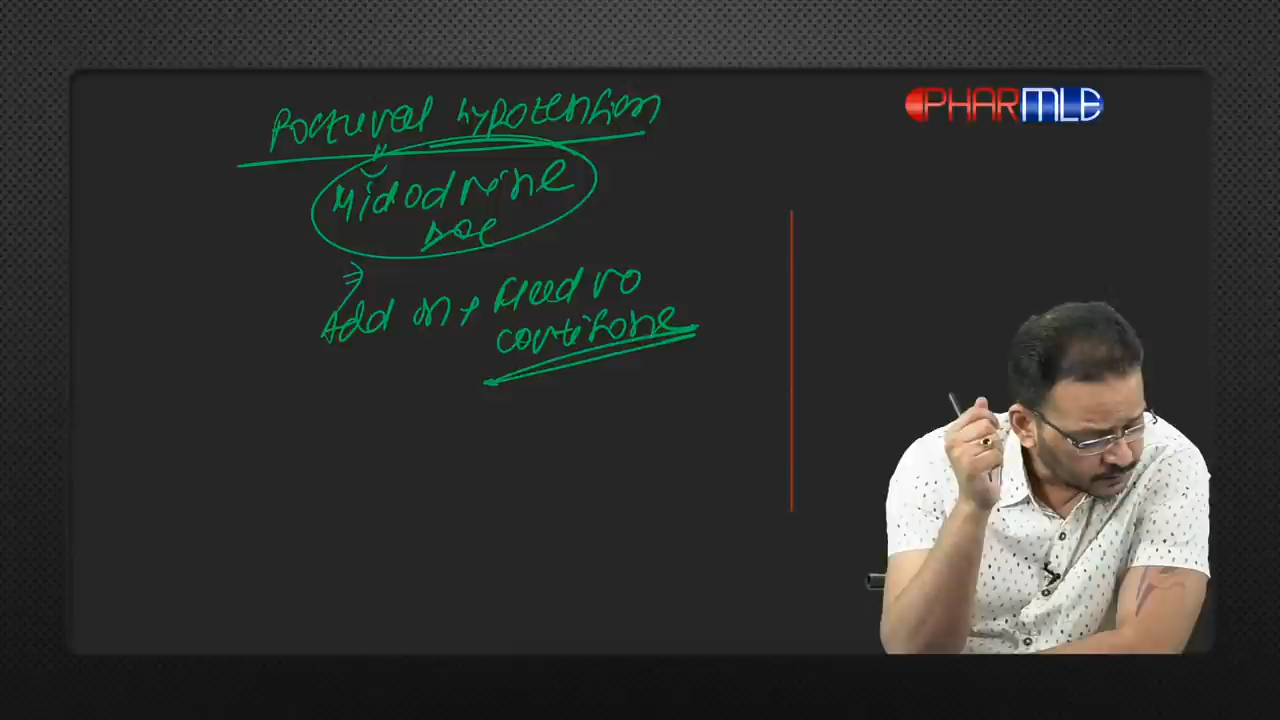 Postural hypotension
Midodrine
DOC
Add on + Fludro
cortisone
PHARMLE